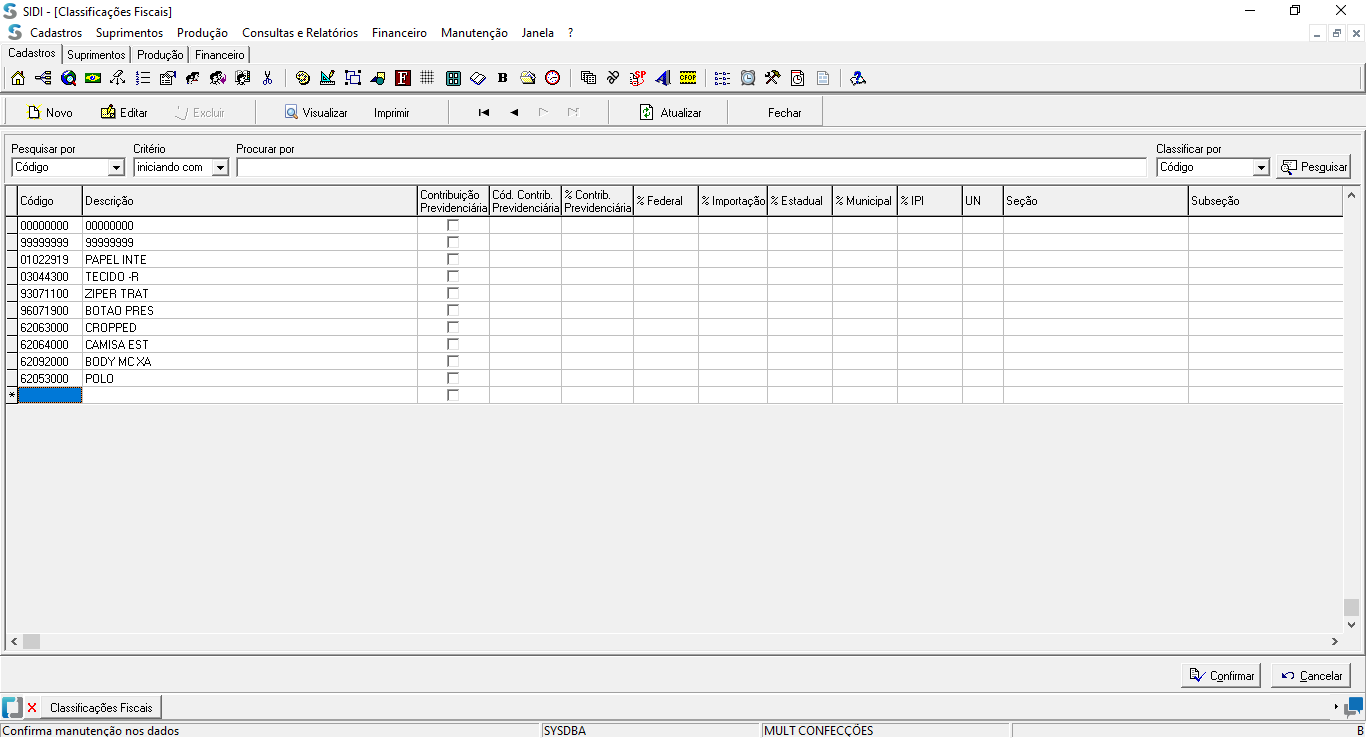 SIDI - [Classificações Fiscais]
Cadastros Suprimentos Produção Consultas e Relatórios Financeiro Manutenção Janela ?
Cadastros Suprimentos Produção Financeiro
F B SP CFOP
Novo Editar Excluir Visualizar Imprimir Atualizar Fechar
Pesquisar por Critério Procurar por Classificar por
Código iniciando com Código Pesquisar
Código Descrição Contribuição Previdenciária Cód. Contrib. Previdenciária % Contrib. Previdenciária % Federal % Importação % Estadual % Municipal % IPI UN Seção Subseção
00000000 00000000
99999999 99999999
01022919 PAPEL INTE
03044300 TECIDO -R
93071100 ZIPER TRAT
96071900 BOTAO PRES
62063000 CROPPED
62064000 CAMISA EST
62092000 BODY MC XA
62053000 POLO
*
Confirmar Cancelar
Classificações Fiscais
Confirma manutenção nos dados SYSDBA MULT CONFECÇÕES B